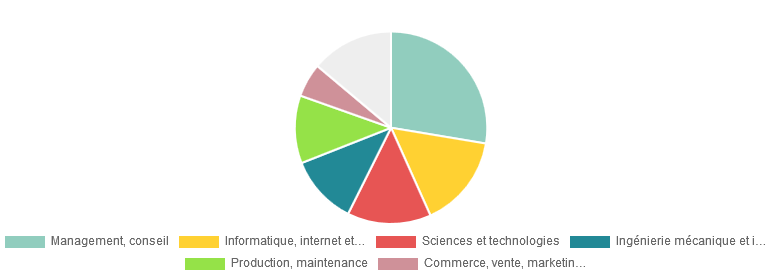 Management, conseil Informatique, internet et... Sciences et technologies Ingénierie mécanique et i...
Production, maintenance Commerce, vente, marketin...